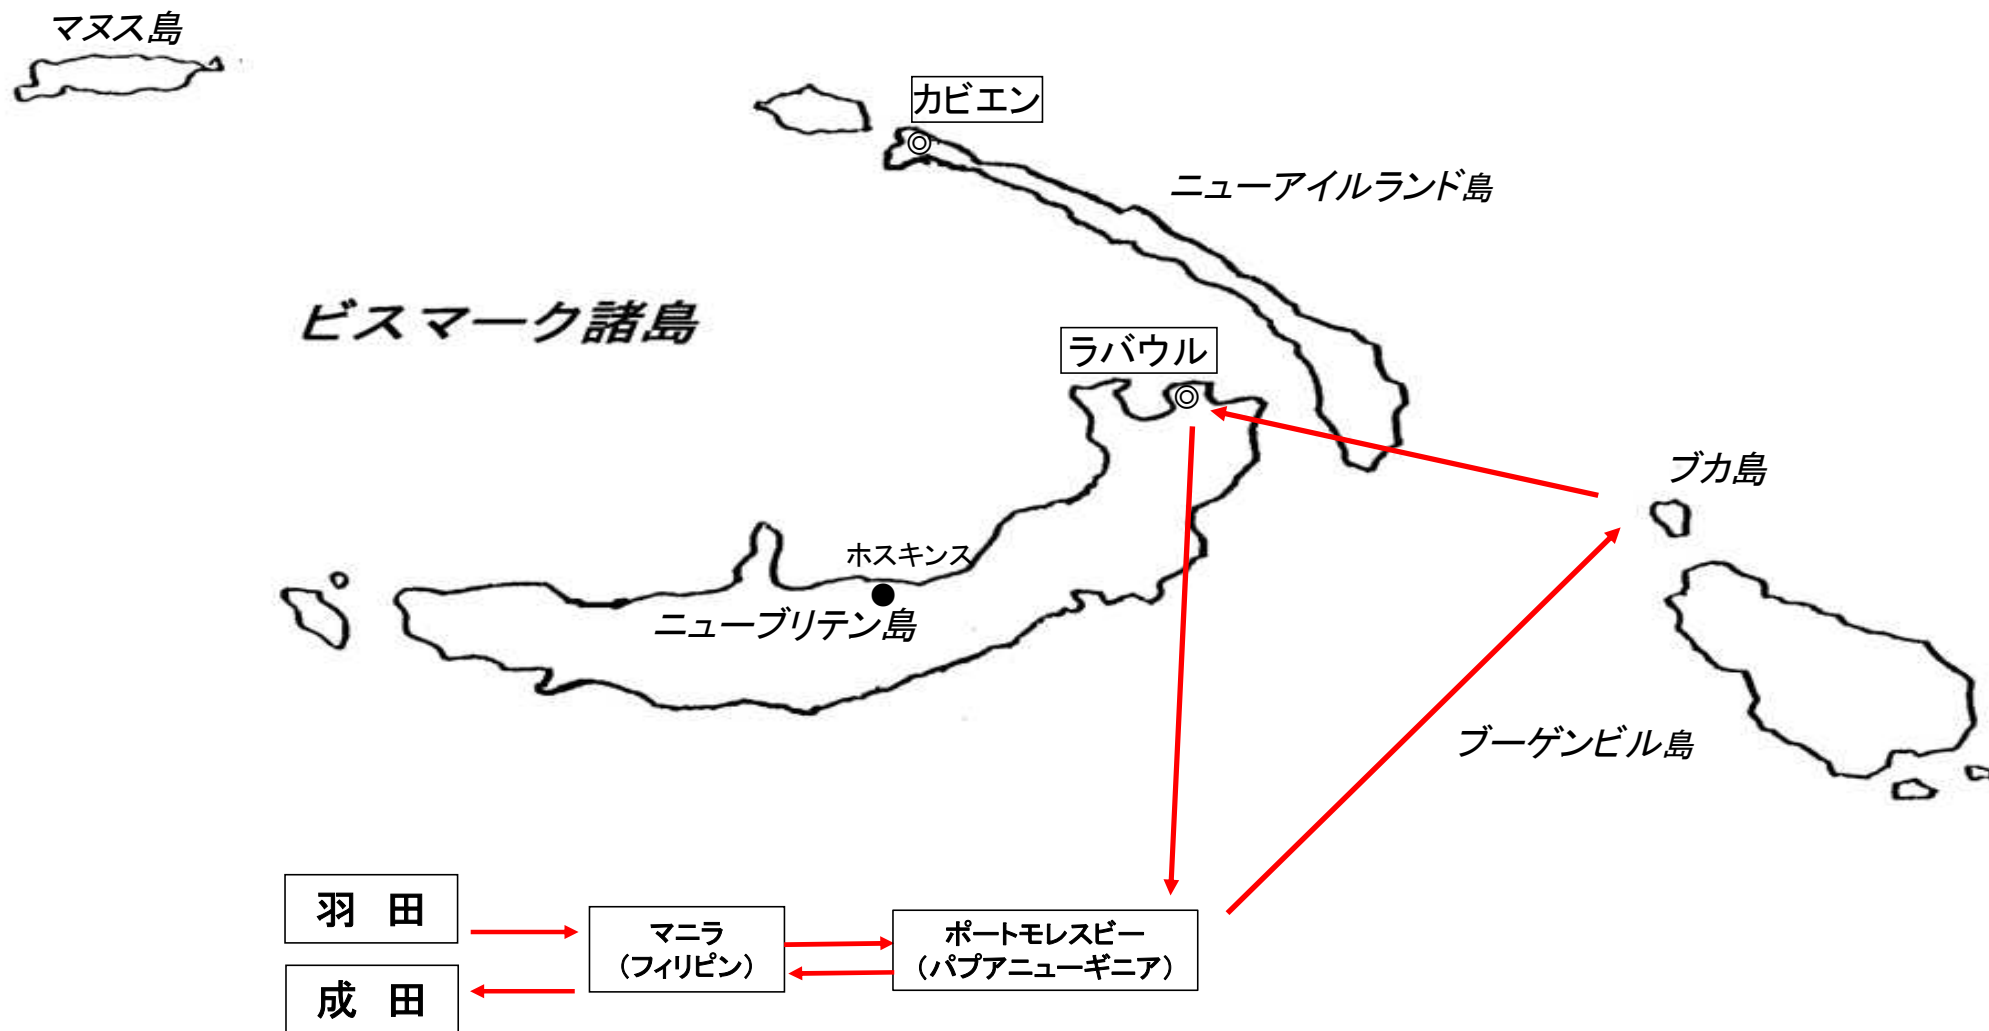 マヌス島
カビエン
ニューアイルランド島
ビスマーク諸島
ラバウル
ブカ島
ホスキンス
ニューブリテン島
ブーゲンビル島
羽 田
マニラ
（フィリピン）
ポートモレスビー
（パプアニューギニア）
成 田